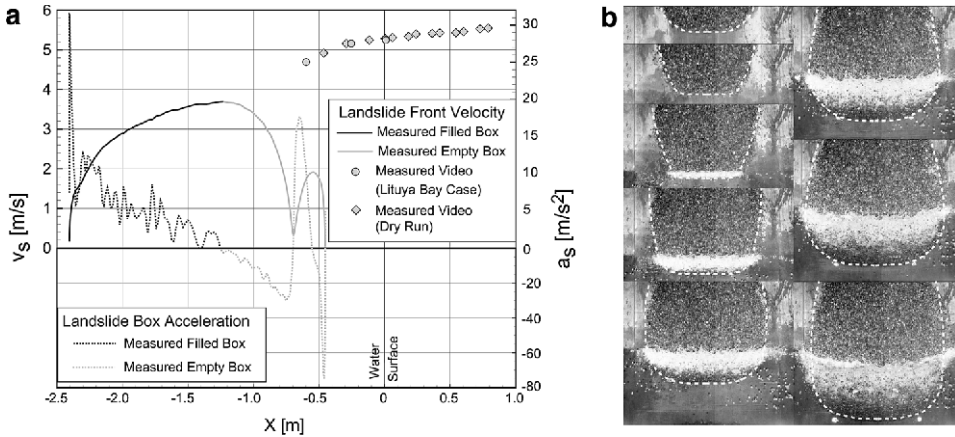 a
b
6
5
4
3
2
1
0
v_S [m/s]
30
25
20
15
10
5
0
-20
-40
-60
-80
a_S [m/s²]
Landslide Front Velocity
Measured Filled Box
Measured Empty Box
Measured Video
(Lituya Bay Case)
Measured Video
(Dry Run)
Landslide Box Acceleration
Measured Filled Box
Measured Empty Box
Water
Surface
-2.5 -2.0 -1.5 -1.0 -0.5 0 0.5 1.0
X [m]